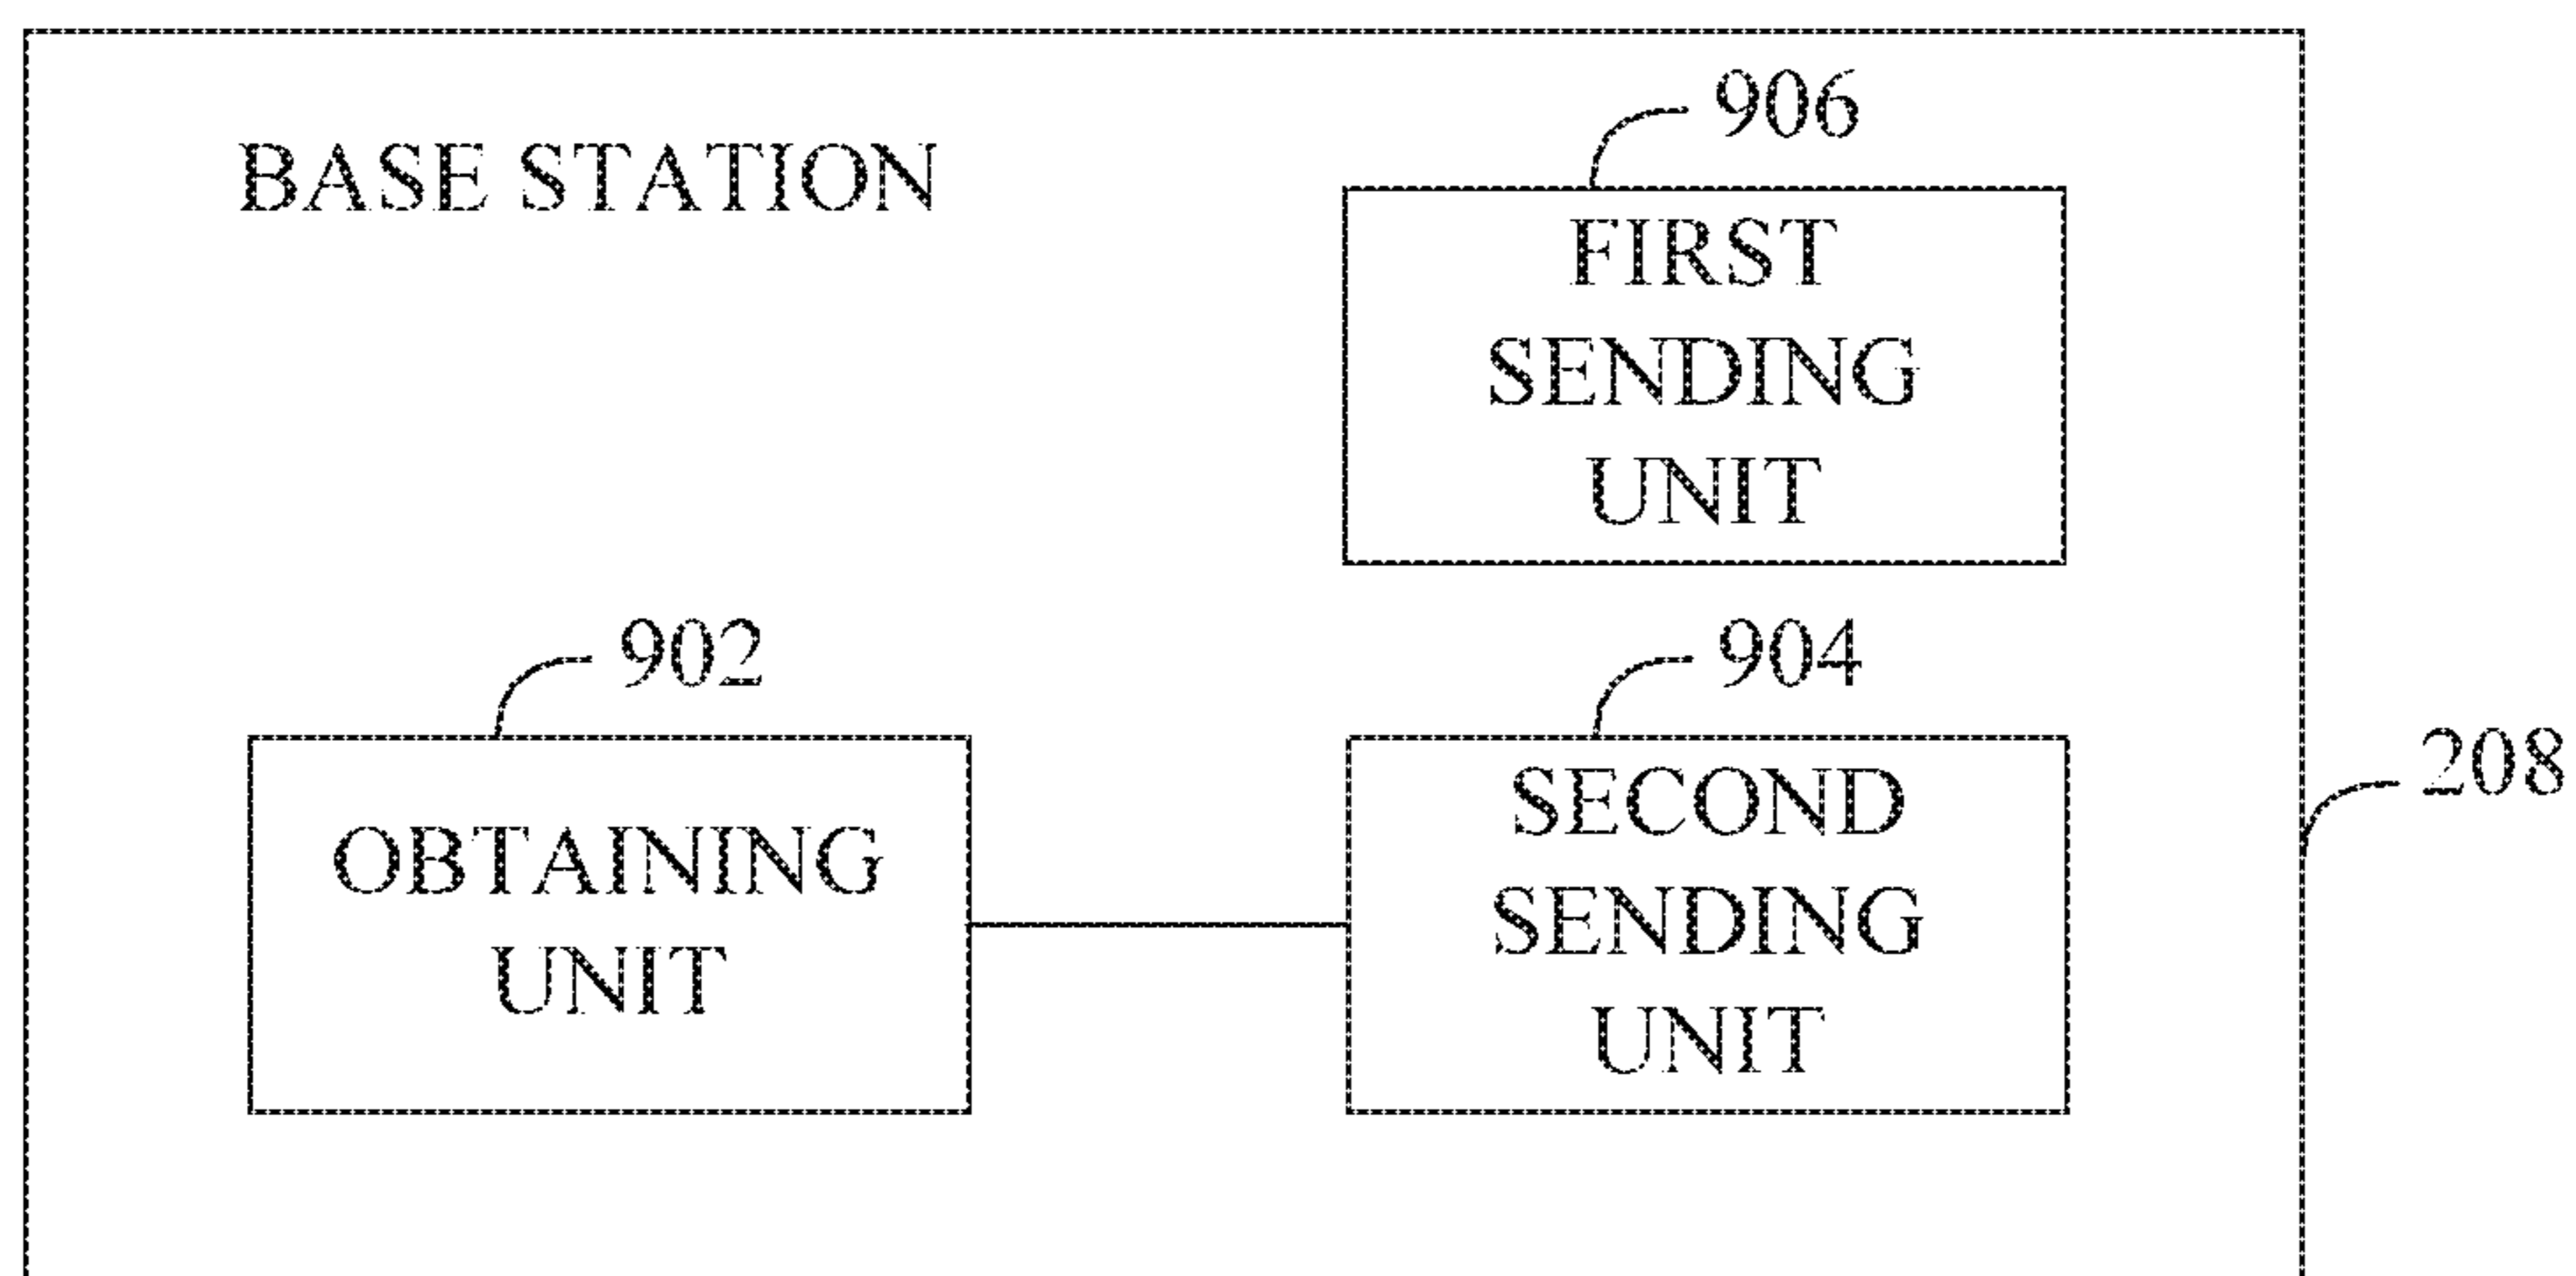 906
BASE STATION
FIRST
SENDING
UNIT
902
904
208
OBTAINING
UNIT
SECOND
SENDING
UNIT